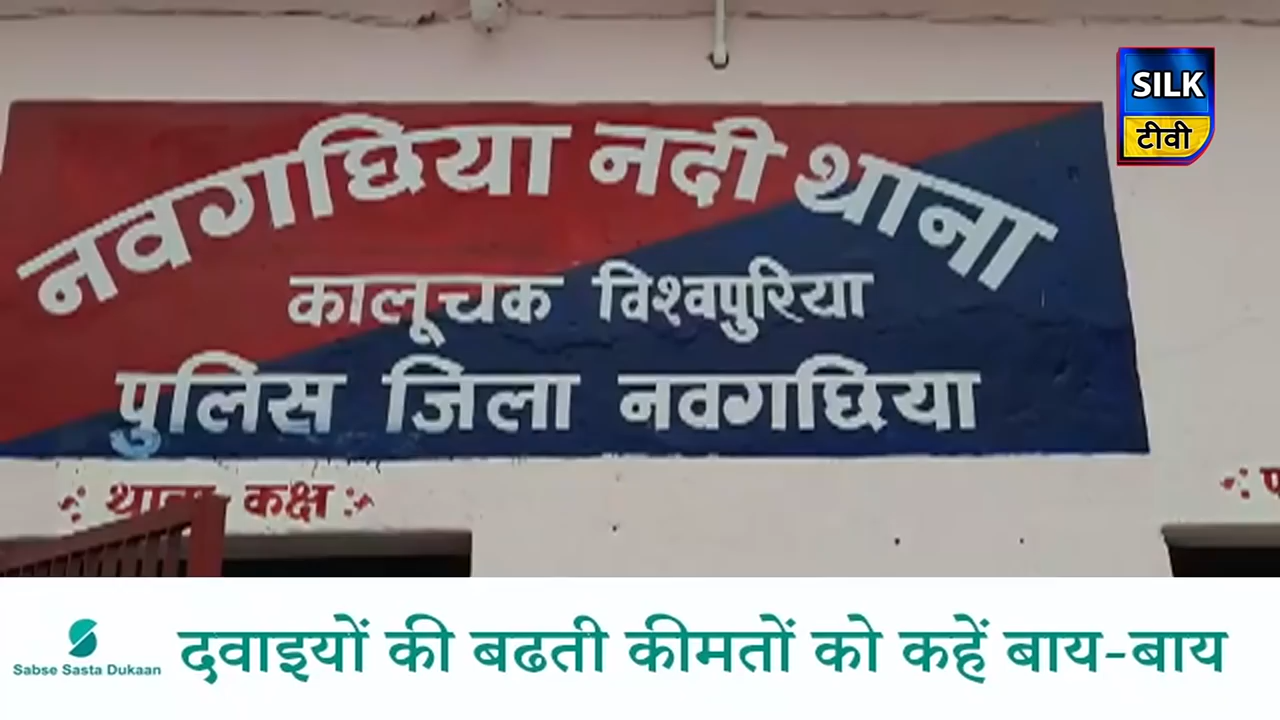 SILK
टीवी
नवगछिया नदी थाना
कालूचक विश्वपुरिया
पुलिस जिला नवगछिया
थाना कक्ष
Sabse Sasta Dukaan
दवाइयों की बढती कीमतों को कहें बाय-बाय